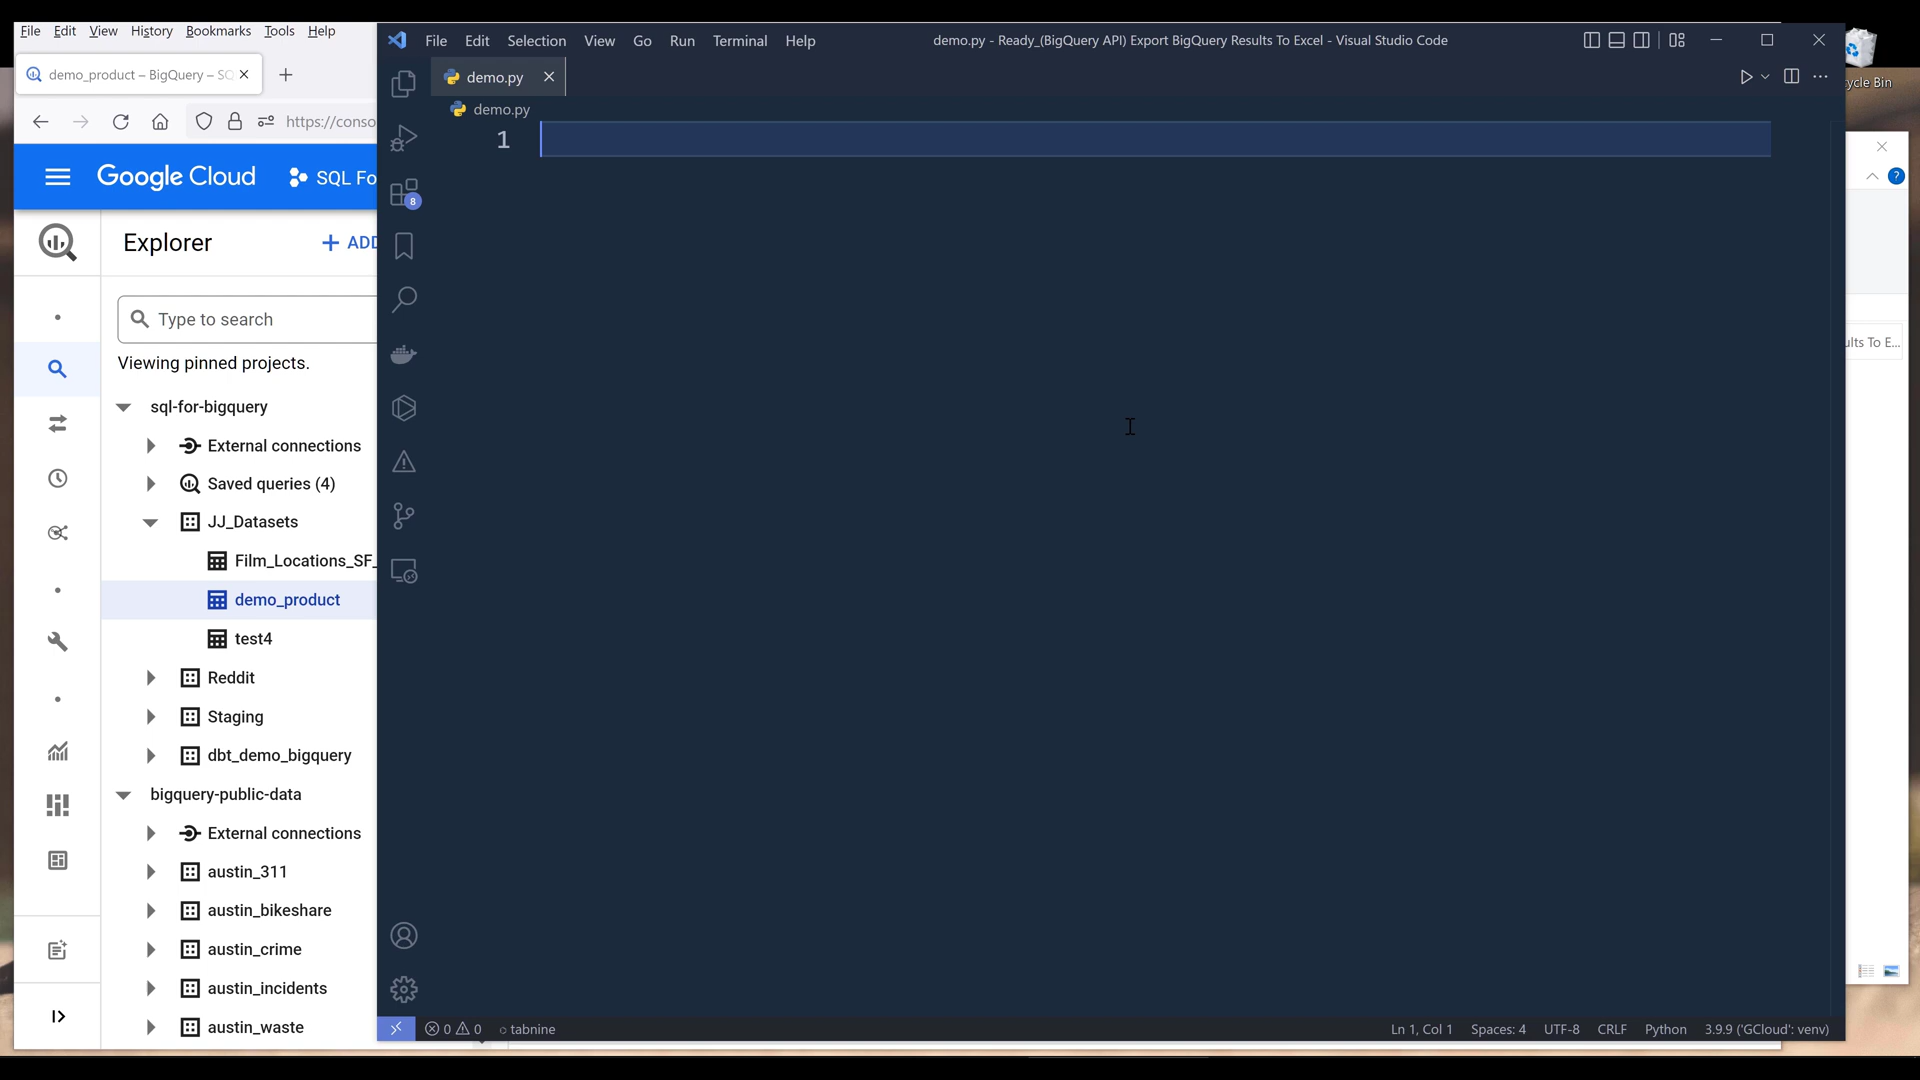 File Edit View History Bookmarks Tools Help
demo_product – BigQuery – SQ
https://conso
Google Cloud
SQL Fo
Explorer
+ ADD
Type to search
Viewing pinned projects.
sql-for-bigquery
External connections
Saved queries (4)
JJ_Datasets
Film_Locations_SF_
demo_product
test4
Reddit
Staging
dbt_demo_bigquery
bigquery-public-data
External connections
austin_311
austin_bikeshare
austin_crime
austin_incidents
austin_waste
File Edit Selection View Go Run Terminal Help
demo.py - Ready_(BigQuery API) Export BigQuery Results To Excel - Visual Studio Code
demo.py
demo.py
1
8
0 0 tabnine
Ln 1, Col 1 Spaces: 4 UTF-8 CRLF Python 3.9.9 ('GCloud': venv)
ycle Bin
?
ults To E...